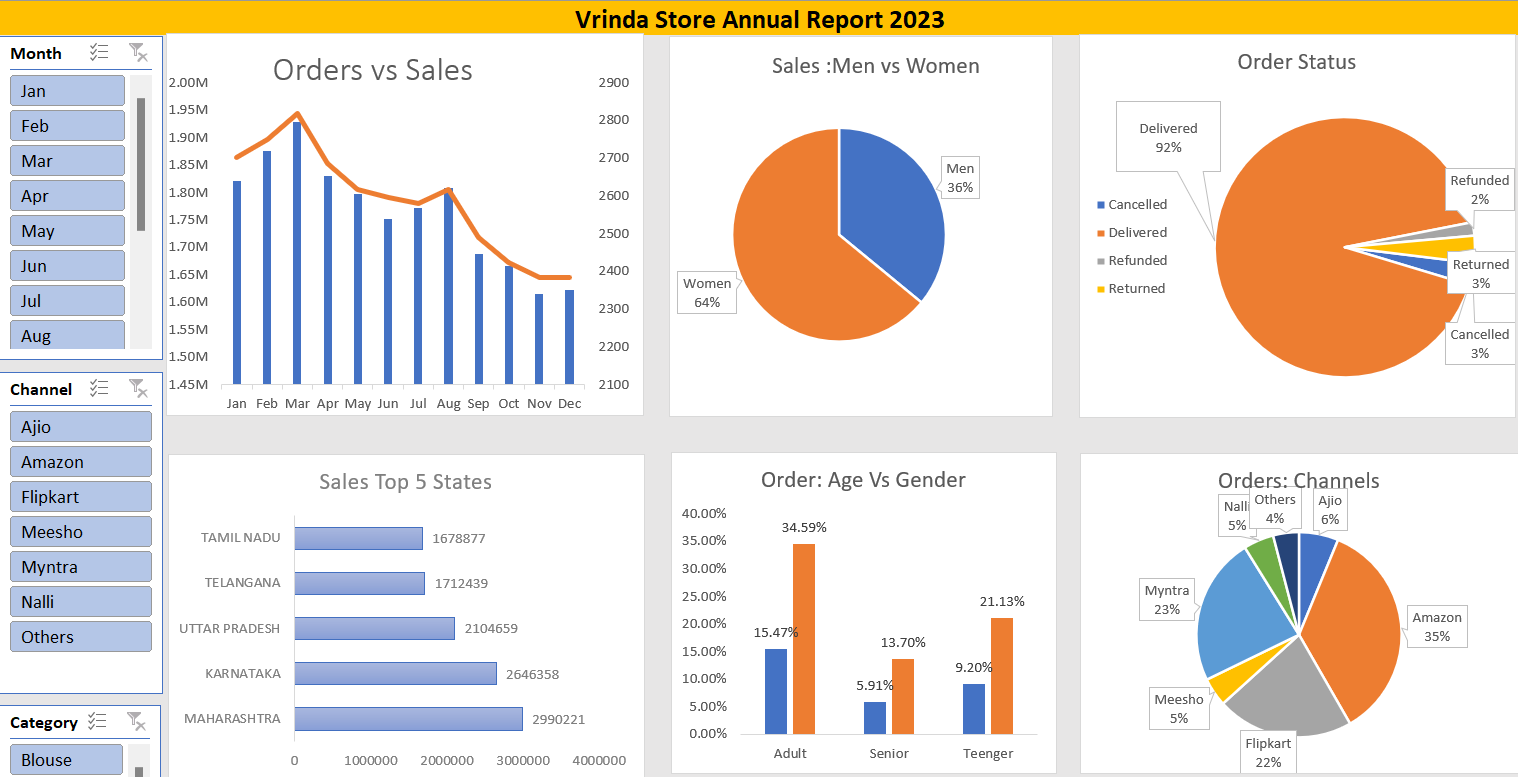 Vrinda Store Annual Report 2023
Month
Jan
Feb
Mar
Apr
May
Jun
Jul
Aug
Channel
Ajio
Amazon
Flipkart
Meesho
Myntra
Nalli
Others
Category
Blouse
Orders vs Sales
2.00M
1.95M
1.90M
1.85M
1.80M
1.75M
1.70M
1.65M
1.60M
1.55M
1.50M
1.45M
2900
2800
2700
2600
2500
2400
2300
2200
2100
Jan Feb Mar Apr May Jun Jul Aug Sep Oct Nov Dec
Sales :Men vs Women
Men
36%
Women
64%
Order Status
Delivered
92%
Cancelled
Delivered
Refunded
Returned
Refunded
2%
Returned
3%
Cancelled
3%
Sales Top 5 States
TAMIL NADU 1678877
TELANGANA 1712439
UTTAR PRADESH 2104659
KARNATAKA 2646358
MAHARASHTRA 2990221
0 1000000 2000000 3000000 4000000
Order: Age Vs Gender
40.00%
35.00%
30.00%
25.00%
20.00%
15.00%
10.00%
5.00%
0.00%
15.47%
34.59%
5.91%
13.70%
9.20%
21.13%
Adult Senior Teenger
Orders: Channels
Nalli
5%
Others
4%
Ajio
6%
Myntra
23%
Amazon
35%
Meesho
5%
Flipkart
22%